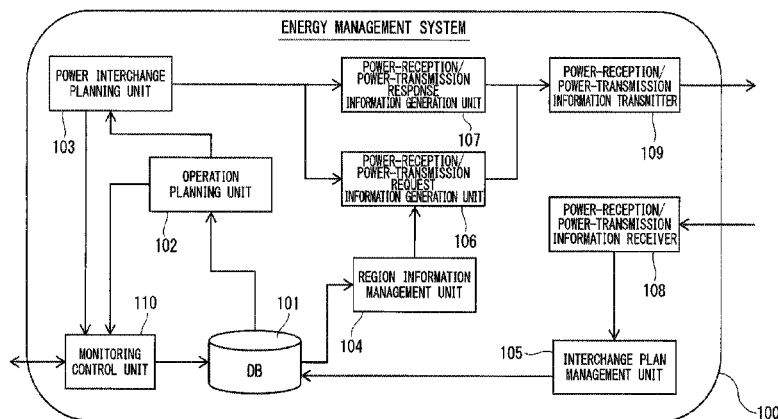 ENERGY MANAGEMENT SYSTEM
POWER INTERCHANGE
PLANNING UNIT
103
POWER-RECEPTION/
POWER-TRANSMISSION
RESPONSE
INFORMATION GENERATION UNIT
107
POWER-RECEPTION/
POWER-TRANSMISSION
INFORMATION TRANSMITTER
109
OPERATION
PLANNING UNIT
102
POWER-RECEPTION/
POWER-TRANSMISSION
REQUEST
INFORMATION GENERATION UNIT
106
POWER-RECEPTION/
POWER-TRANSMISSION
INFORMATION RECEIVER
108
REGION INFORMATION
MANAGEMENT UNIT
104
110
MONITORING
CONTROL UNIT
101
DB
105
INTERCHANGE PLAN
MANAGEMENT UNIT
100